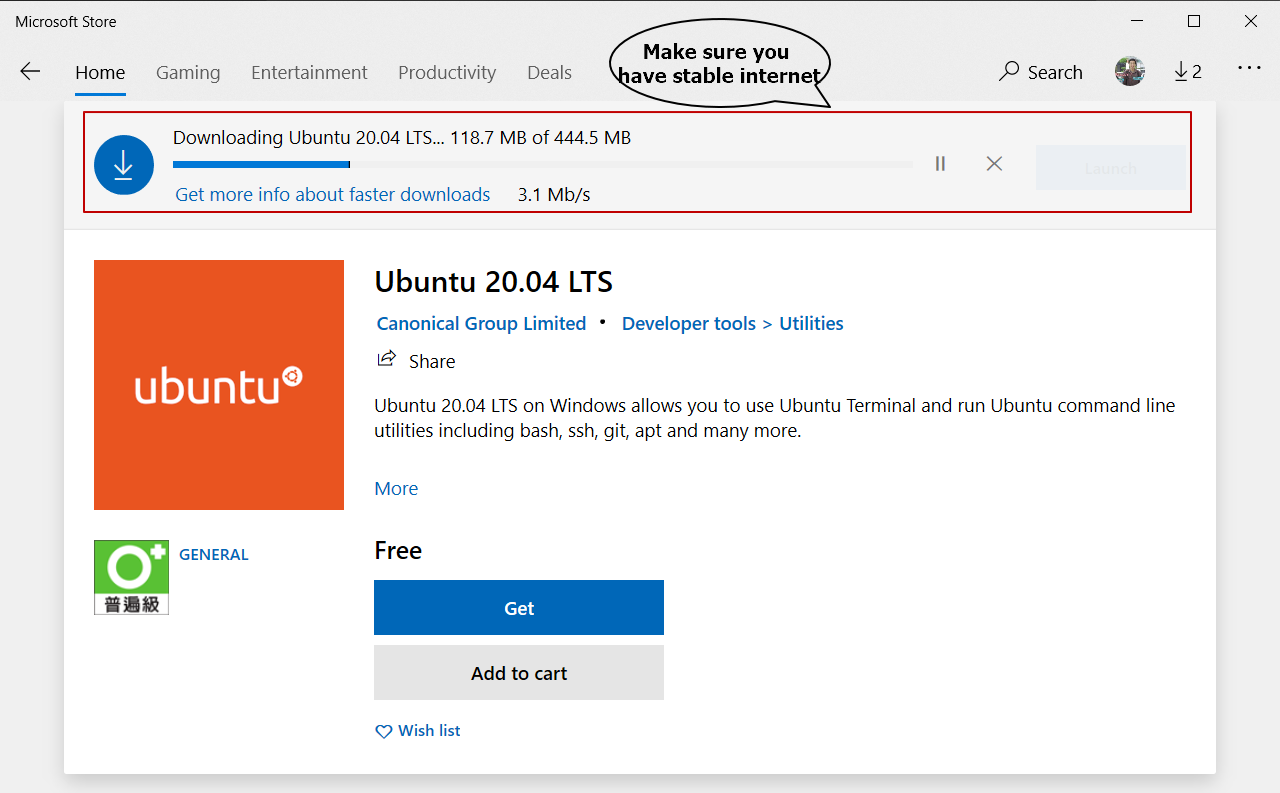 Microsoft Store
Home Gaming Entertainment Productivity Deals
Make sure you
have stable internet
Search
2
Downloading Ubuntu 20.04 LTS... 118.7 MB of 444.5 MB
Launch
Get more info about faster downloads 3.1 Mb/s
ubuntu
Ubuntu 20.04 LTS
Canonical Group Limited • Developer tools > Utilities
Share
Ubuntu 20.04 LTS on Windows allows you to use Ubuntu Terminal and run Ubuntu command line
utilities including bash, ssh, git, apt and many more.
More
普遍級
GENERAL
Free
Get
Add to cart
Wish list